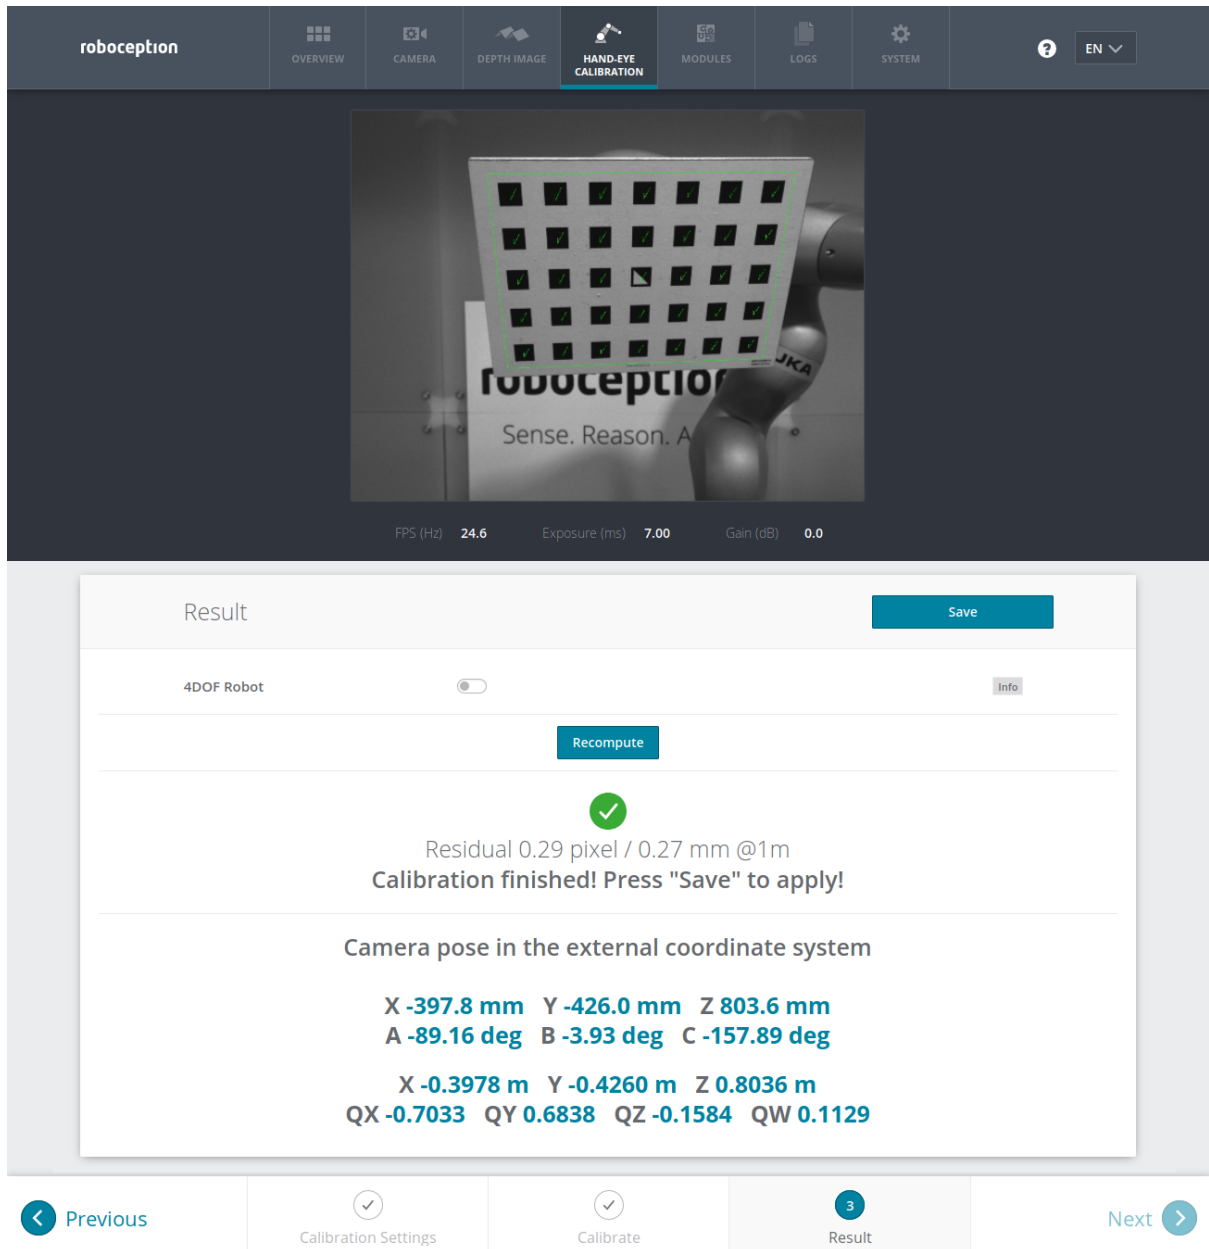 roboception
OVERVIEW
CAMERA
DEPTH IMAGE
HAND-EYE
CALIBRATION
MODULES
LOGS
SYSTEM
?
EN
KUKA
roboception
Sense. Reason. A
FPS (Hz) 24.6 Exposure (ms) 7.00 Gain (dB) 0.0
Result
Save
4DOF Robot
Info
Recompute
Residual 0.29 pixel / 0.27 mm @1m
Calibration finished! Press "Save" to apply!
Camera pose in the external coordinate system
X -397.8 mm Y -426.0 mm Z 803.6 mm
A -89.16 deg B -3.93 deg C -157.89 deg
X -0.3978 m Y -0.4260 m Z 0.8036 m
QX -0.7033 QY 0.6838 QZ -0.1584 QW 0.1129
Previous
Calibration Settings
Calibrate
3
Result
Next